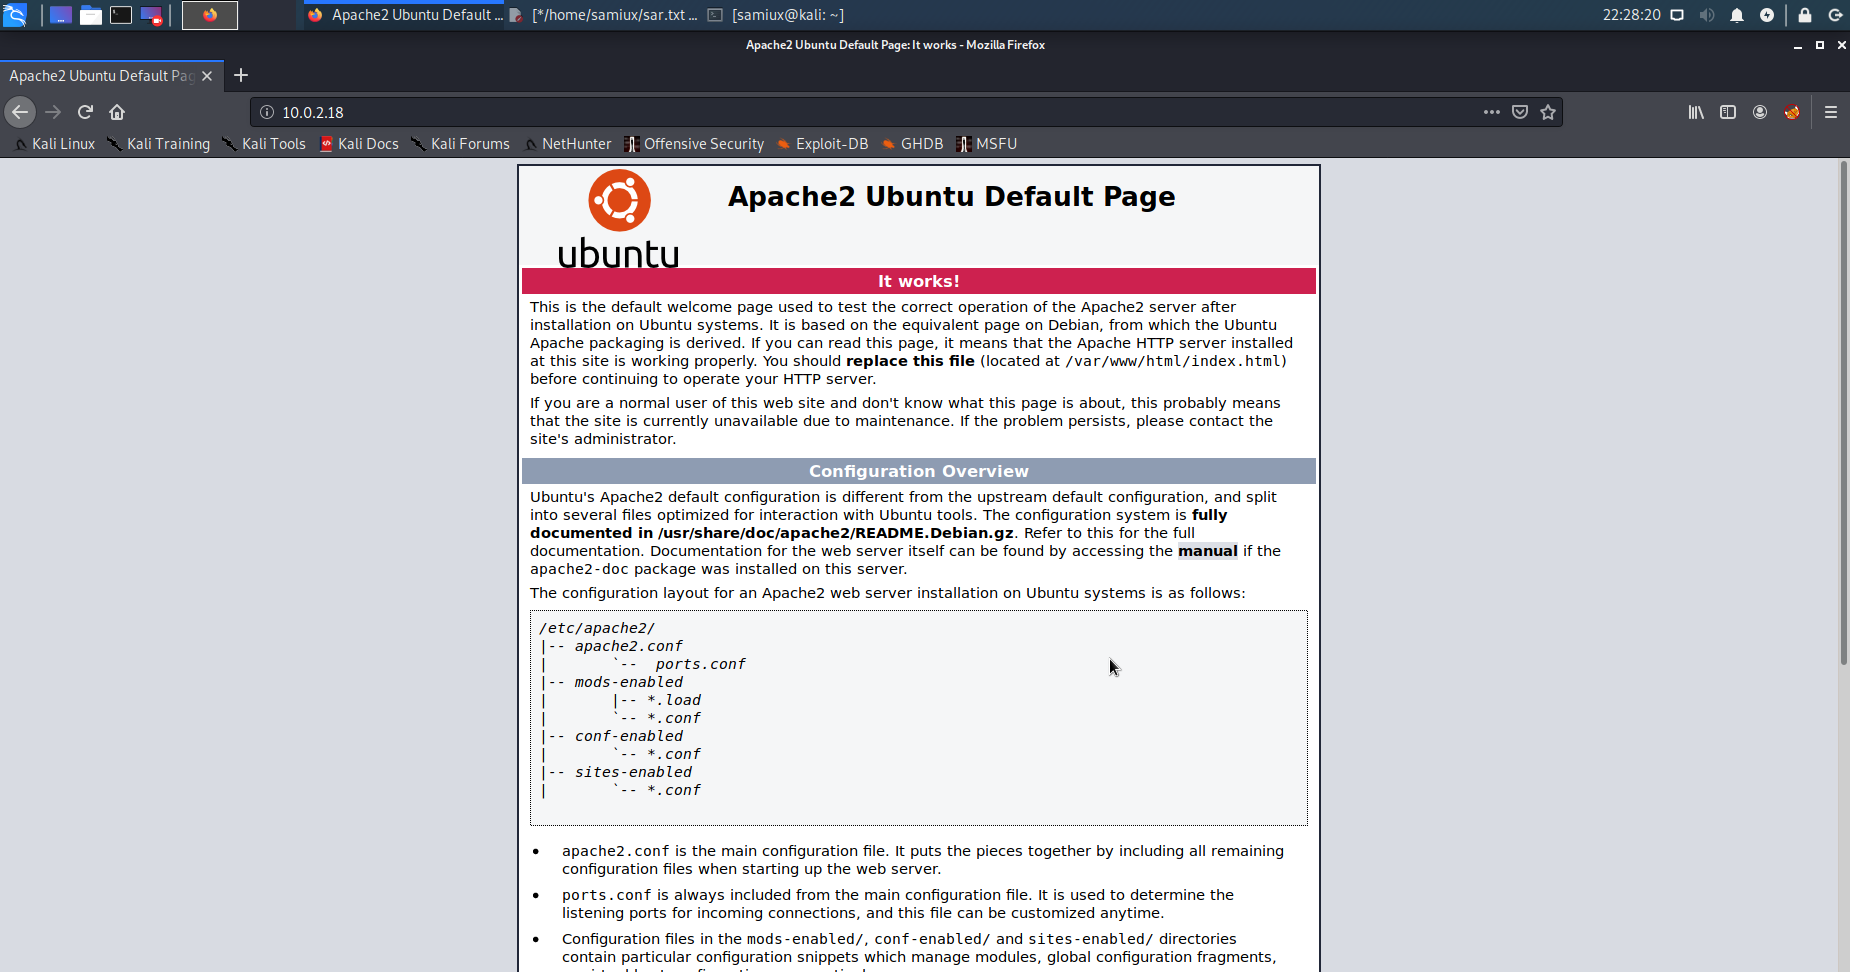 Apache2 Ubuntu Default ... [*/home/samiux/sar.txt ... [samiux@kali: ~] 22:28:20
Apache2 Ubuntu Default Page: It works - Mozilla Firefox
Apache2 Ubuntu Default Pag
10.0.2.18
Kali Linux Kali Training Kali Tools Kali Docs Kali Forums NetHunter Offensive Security Exploit-DB GHDB MSFU
Apache2 Ubuntu Default Page
ubuntu
It works!
This is the default welcome page used to test the correct operation of the Apache2 server after
installation on Ubuntu systems. It is based on the equivalent page on Debian, from which the Ubuntu
Apache packaging is derived. If you can read this page, it means that the Apache HTTP server installed
at this site is working properly. You should replace this file (located at /var/www/html/index.html)
before continuing to operate your HTTP server.
If you are a normal user of this web site and don't know what this page is about, this probably means
that the site is currently unavailable due to maintenance. If the problem persists, please contact the
site's administrator.
Configuration Overview
Ubuntu's Apache2 default configuration is different from the upstream default configuration, and split
into several files optimized for interaction with Ubuntu tools. The configuration system is fully
documented in /usr/share/doc/apache2/README.Debian.gz. Refer to this for the full
documentation. Documentation for the web server itself can be found by accessing the manual if the
apache2-doc package was installed on this server.
The configuration layout for an Apache2 web server installation on Ubuntu systems is as follows:
/etc/apache2/
|-- apache2.conf
|       `--  ports.conf
|-- mods-enabled
|       |-- *.load
|       `-- *.conf
|-- conf-enabled
|       `-- *.conf
|-- sites-enabled
|       `-- *.conf
• apache2.conf is the main configuration file. It puts the pieces together by including all remaining
configuration files when starting up the web server.
• ports.conf is always included from the main configuration file. It is used to determine the
listening ports for incoming connections, and this file can be customized anytime.
• Configuration files in the mods-enabled/, conf-enabled/ and sites-enabled/ directories
contain particular configuration snippets which manage modules, global configuration fragments,